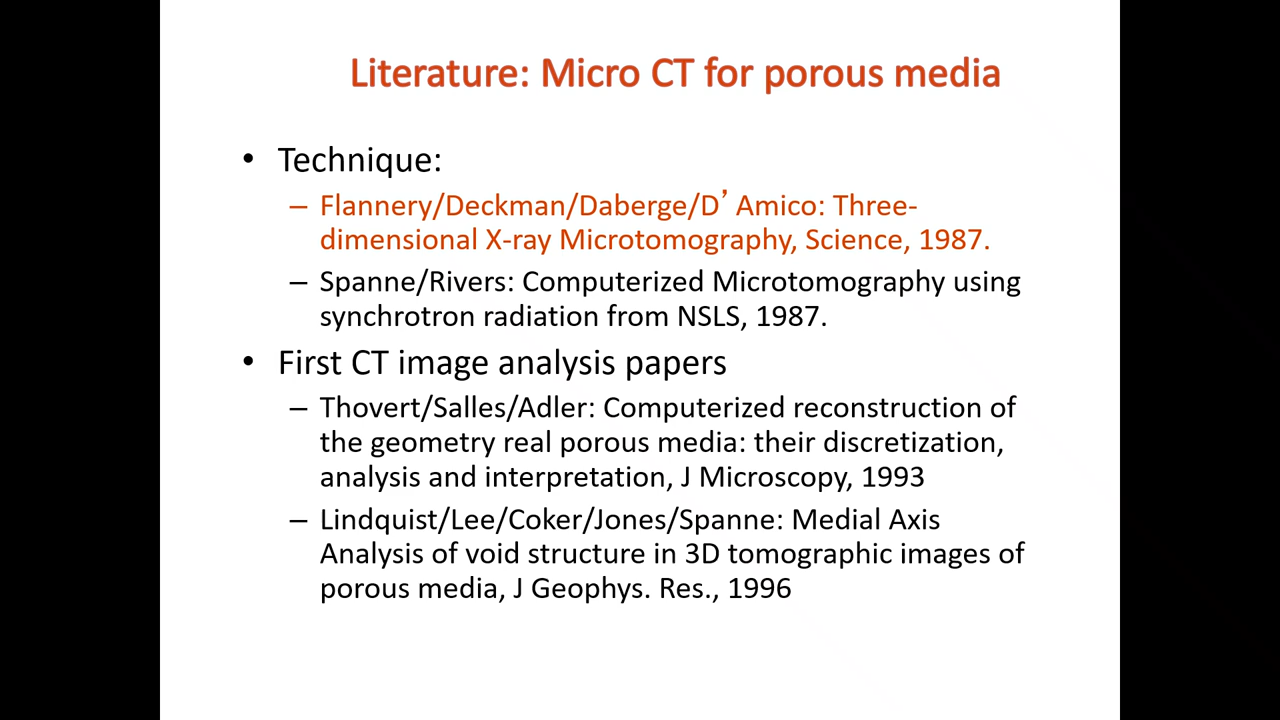 Literature: Micro CT for porous media
• Technique:
– Flannery/Deckman/Daberge/D’ Amico: Three-
dimensional X-ray Microtomography, Science, 1987.
– Spanne/Rivers: Computerized Microtomography using
synchrotron radiation from NSLS, 1987.
• First CT image analysis papers
– Thovert/Salles/Adler: Computerized reconstruction of
the geometry real porous media: their discretization,
analysis and interpretation, J Microscopy, 1993
– Lindquist/Lee/Coker/Jones/Spanne: Medial Axis
Analysis of void structure in 3D tomographic images of
porous media, J Geophys. Res., 1996